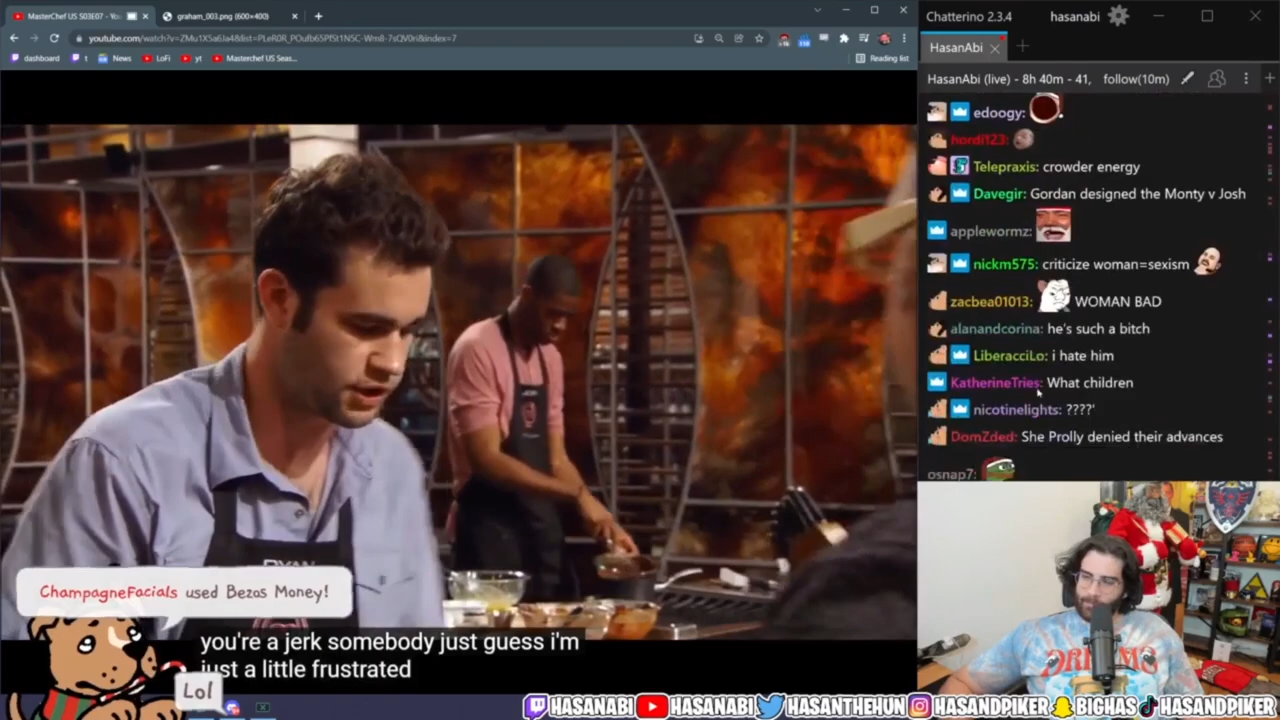 MasterChef US S03E07 - You
graham_003.png (600×400)
youtube.com/watch?v=ZMu1X5a6Ja4&list=PLeR0R_POufb65PfSt1N5C-Wm8-7sQV0ri&index=7
dashboard
t
News
LoFi
yt
Masterchef US Seas...
Reading list
Chatterino 2.3.4
hasanabi
HasanAbi
HasanAbi (live) - 8h 40m - 41,
follow(10m)
edoogy:
hordi123:
Telepraxis: crowder energy
Davegir: Gordan designed the Monty v Josh
applewormz:
nickm575: criticize woman=sexism
zacbea01013: WOMAN BAD
alanandcorina: he's such a bitch
LiberacciLo: i hate him
KatherineTries: What children
nicotinelights: ????'
DomZded: She Prolly denied their advances
osnap7:
RYAN
ChampagneFacials used Bezos Money!
you're a jerk somebody just guess i'm
just a little frustrated
Lol
HASANABI HASANABI HASANTHEHUN HASANDPIKER BIGHAS HASANDPIKER